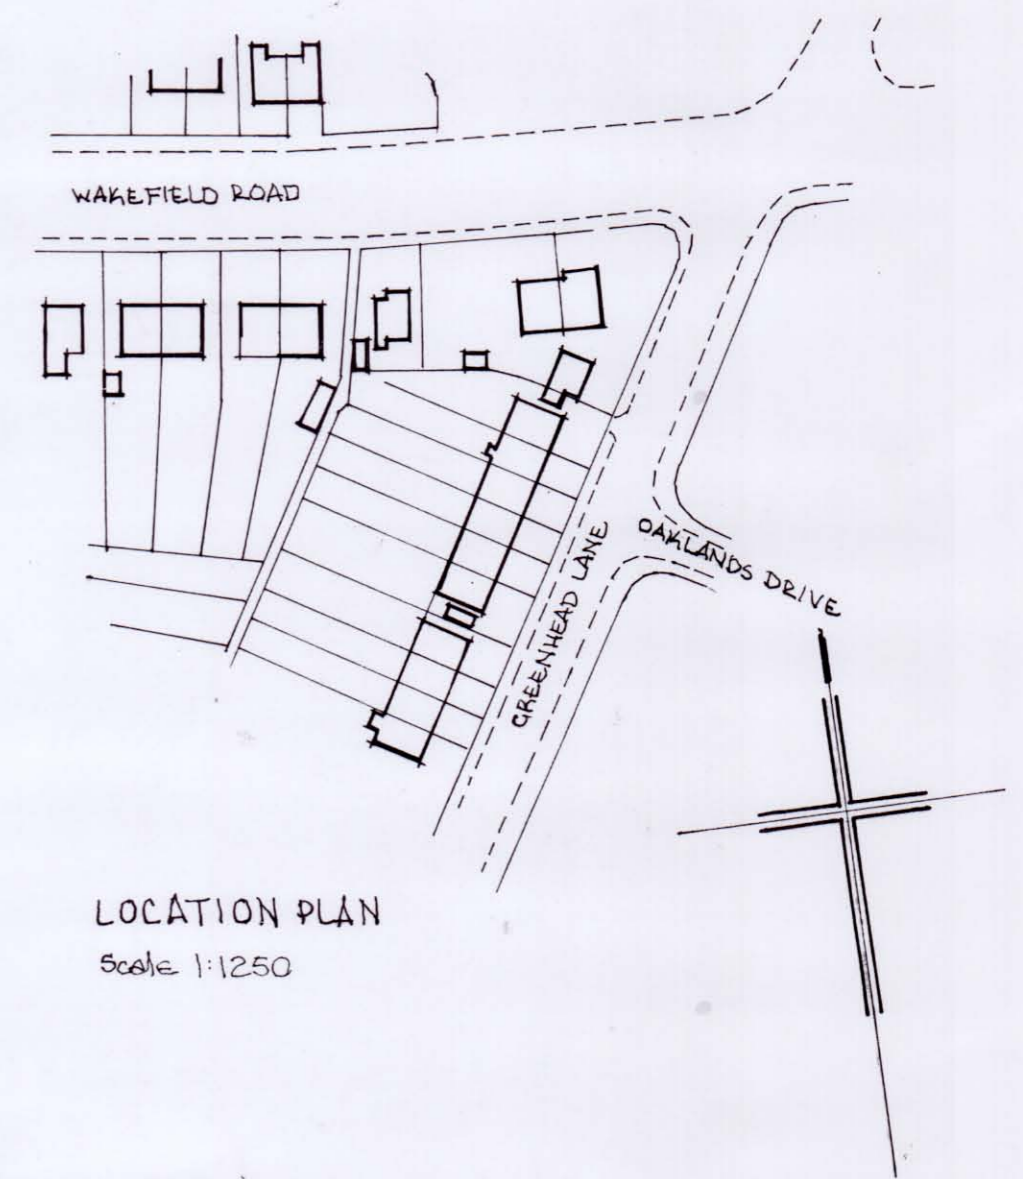 WAKEFIELD ROAD
OAKLANDS DRIVE
GREENHEAD LANE
LOCATION PLAN
Scale 1:1250